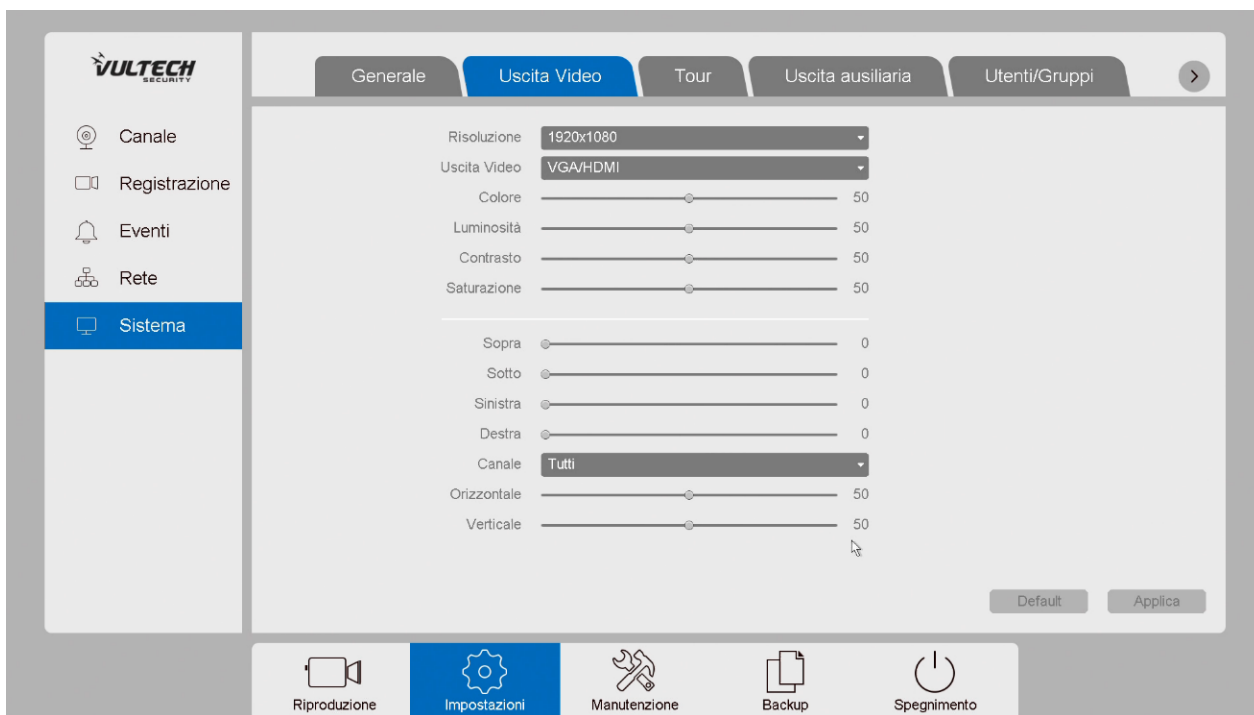 VULTECH
SECURITY
Generale
Uscita Video
Tour
Uscita ausiliaria
Utenti/Gruppi
Canale
Registrazione
Eventi
Rete
Sistema
Risoluzione 1920x1080
Uscita Video VGA/HDMI
Colore 50
Luminosità 50
Contrasto 50
Saturazione 50
Sopra 0
Sotto 0
Sinistra 0
Destra 0
Canale Tutti
Orizzontale 50
Verticale 50
Default
Applica
Riproduzione
Impostazioni
Manutenzione
Backup
Spegnimento